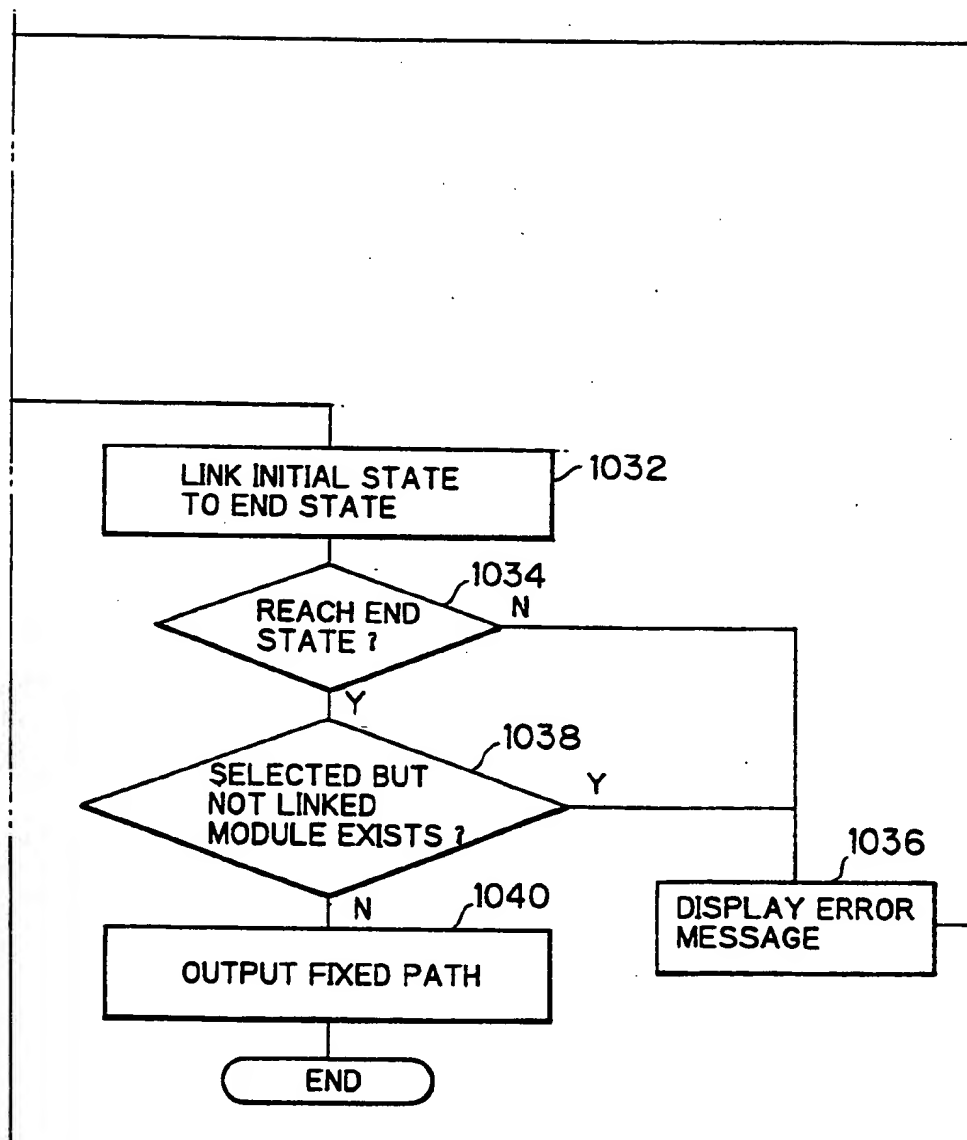 LINK INITIAL STATE
TO END STATE
1032
1034
REACH END
STATE ?
N
Y
1038
SELECTED BUT
NOT LINKED
MODULE EXISTS ?
Y
1036
N
1040
DISPLAY ERROR
MESSAGE
OUTPUT FIXED PATH
END